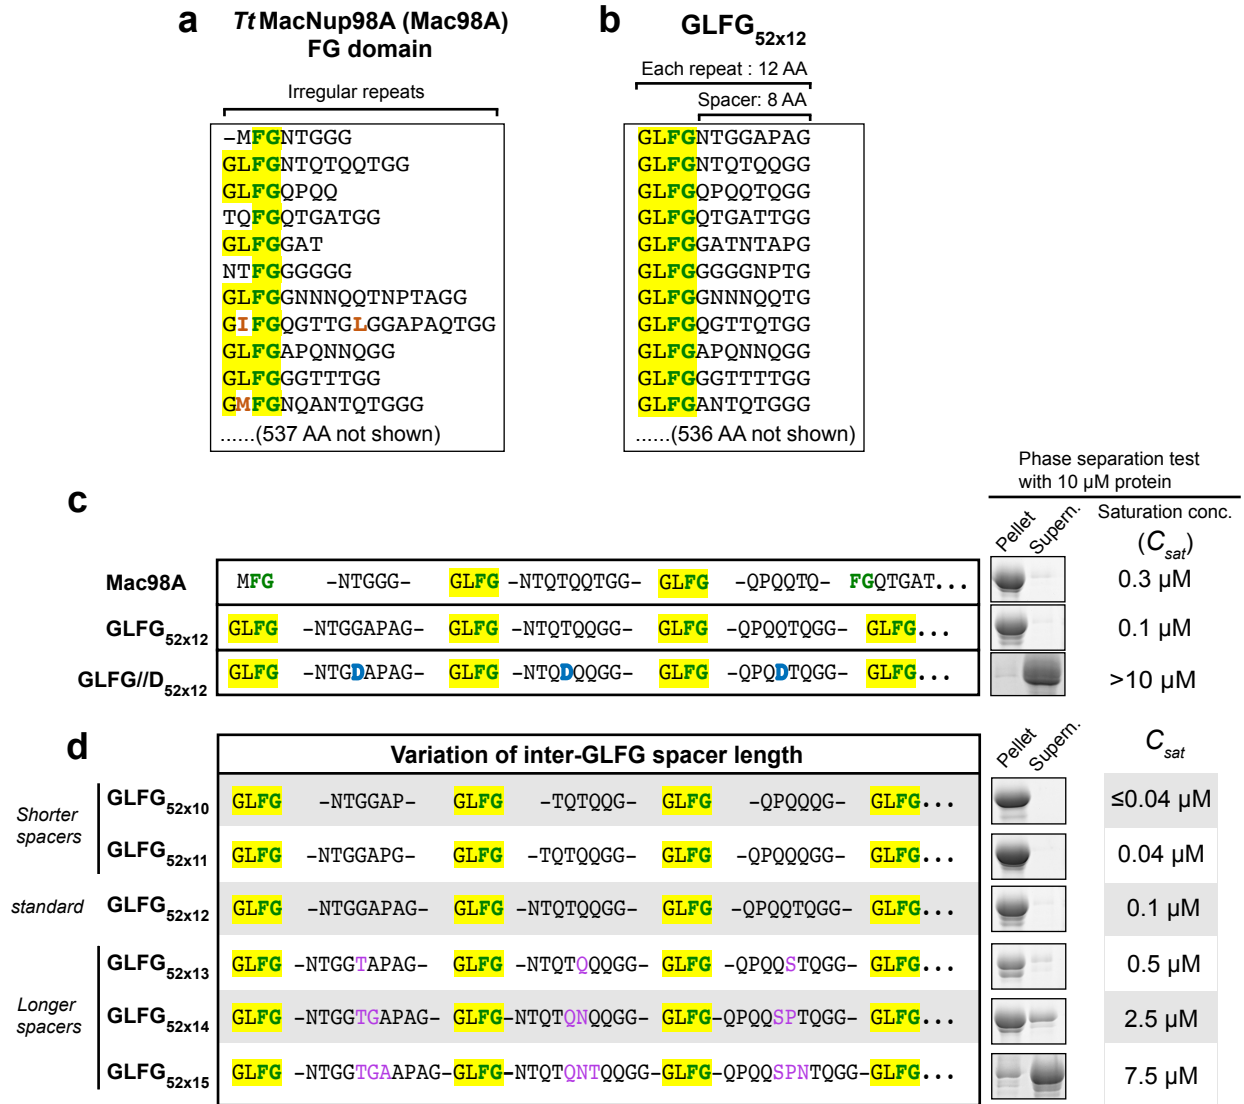 a
Tt MacNup98A (Mac98A)
FG domain
Irregular repeats
–MFGNTGGG
GLFGNTQTQQTGG
GLFGQPQQ
TQFGQTGATGG
GLFGGAT
NTFGGGGGG
GLFGGNNNQQTNPTAGG
GIFGQGTTGLGGAPAQTGG
GLFGAPQNNQGG
GLFGGGTTTGG
GMFGNQANTQTGGG
......(537 AA not shown)
b
GLFG52x12
Each repeat : 12 AA
Spacer: 8 AA
GLFGNTGGAPAG
GLFGNTQTQQGG
GLFGQPQQTQGG
GLFGQTGATTGG
GLFGGATNTAPG
GLFGGGGGNPTG
GLFGGNNNQQTG
GLFGQGTTQTGG
GLFGAPQNNQGG
GLFGGGTTTTGG
GLFGANTQTGGG
......(536 AA not shown)
c
Phase separation test
with 10 µM protein
Pellet Supern. Saturation conc.
(Csat)
Mac98A MFG -NTGGG- GLFG -NTQTQQTGG- GLFG -QPQQTQ- FGQTGAT... 0.3 µM
GLFG52x12 GLFG -NTGGAPAG- GLFG -NTQTQQGG- GLFG -QPQQTQGG- GLFG... 0.1 µM
GLFG//D52x12 GLFG -NTGDAPAG- GLFG -NTQDQQGG- GLFG -QPQDTQGG- GLFG... >10 µM
d
Variation of inter-GLFG spacer length Pellet Supern. Csat
Shorter
spacers
GLFG52x10 GLFG -NTGGAP- GLFG -TQTQQG- GLFG -QPQQQG- GLFG... ≤0.04 µM
GLFG52x11 GLFG -NTGGAPG- GLFG -TQTQQGG- GLFG -QPQQQGG- GLFG... 0.04 µM
standard GLFG52x12 GLFG -NTGGAPAG- GLFG -NTQTQQGG- GLFG -QPQQTQGG- GLFG... 0.1 µM
Longer
spacers
GLFG52x13 GLFG -NTGGTAPAG- GLFG -NTQTQQQGG- GLFG -QPQQSTQGG- GLFG... 0.5 µM
GLFG52x14 GLFG -NTGGTGAPAG- GLFG-NTQTQNQQGG-GLFG-QPQQSPTQGG- GLFG... 2.5 µM
GLFG52x15 GLFG -NTGGTGAAPAG-GLFG-NTQTQNTQQGG-GLFG-QPQQSPNTQGG-GLFG... 7.5 µM